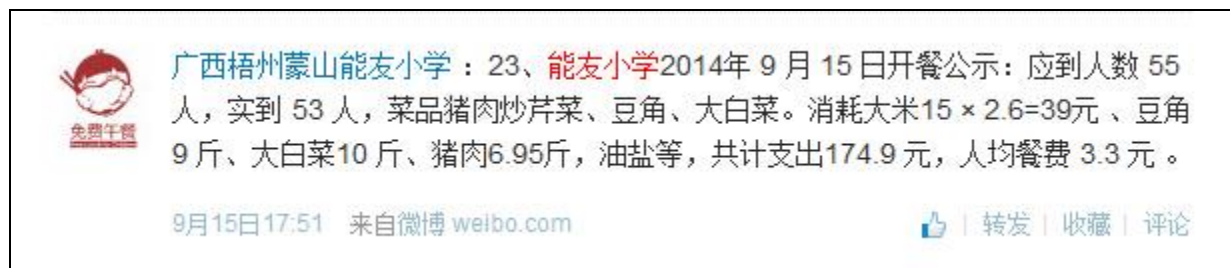 广西梧州蒙山能友小学：23、能友小学2014年 9 月 15 日开餐公示：应到人数 55
人，实到 53 人，菜品猪肉炒芹菜、豆角、大白菜。消耗大米15 × 2.6=39元 、豆角
9 斤、大白菜10 斤、猪肉6.95斤，油盐等，共计支出174.9 元，人均餐费 3.3 元 。
免费午餐
9月15日17:51 来自微博 weibo.com 转发 | 收藏 | 评论